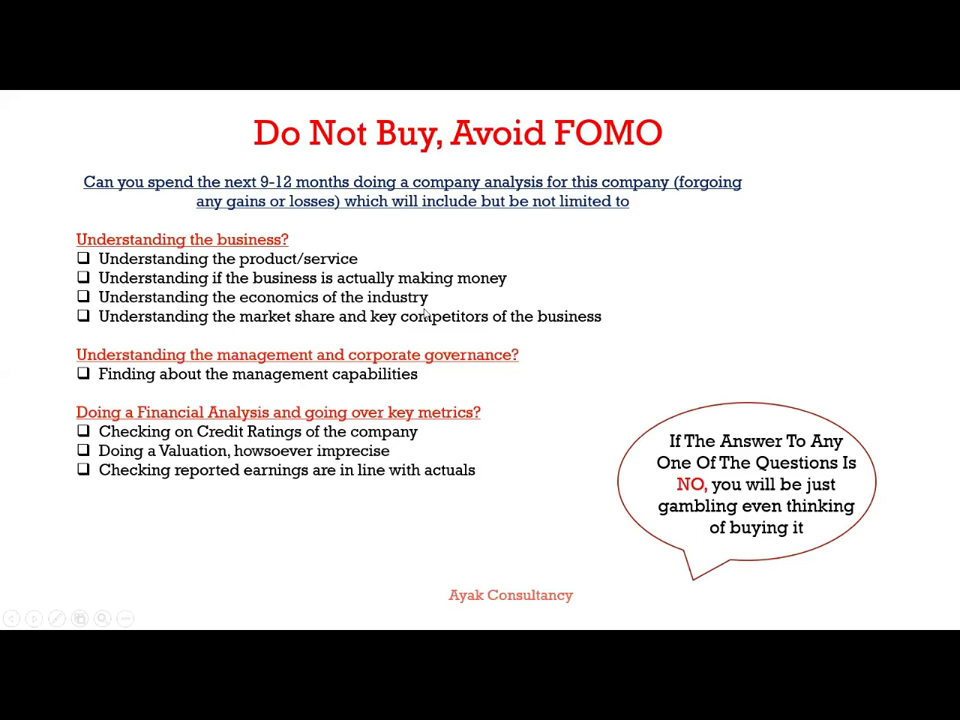 Do Not Buy, Avoid FOMO
Can you spend the next 9-12 months doing a company analysis for this company (forgoing
any gains or losses) which will include but be not limited to
Understanding the business?
Understanding the product/service
Understanding if the business is actually making money
Understanding the economics of the industry
Understanding the market share and key competitors of the business
Understanding the management and corporate governance?
Finding about the management capabilities
Doing a Financial Analysis and going over key metrics?
Checking on Credit Ratings of the company
Doing a Valuation, howsoever imprecise
Checking reported earnings are in line with actuals
If The Answer To Any
One Of The Questions Is
NO, you will be just
gambling even thinking
of buying it
Ayak Consultancy